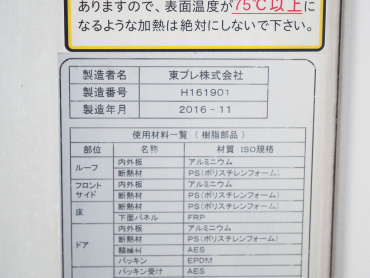 ありますので、表面温度が75℃以上に
なるような加熱は絶対にしないで下さい。
製造者名 東プレ株式会社
製造番号 H161901
製造年月 2016-11
使用材料一覧(樹脂部品)
部位 名称 材質 ISO規格
ルーフ 内外板 アルミニウム
断熱材 PS(ポリスチレンフォーム)
フロント サイド 内外板 アルミニウム
断熱材 PS(ポリスチレンフォーム)
床 断熱材 PS(ポリスチレンフォーム)
下面パネル FRP
ドア 内外板 アルミニウム
断熱材 PS(ポリスチレンフォーム)
AES
パッキン EPDM
パッキン受け AES